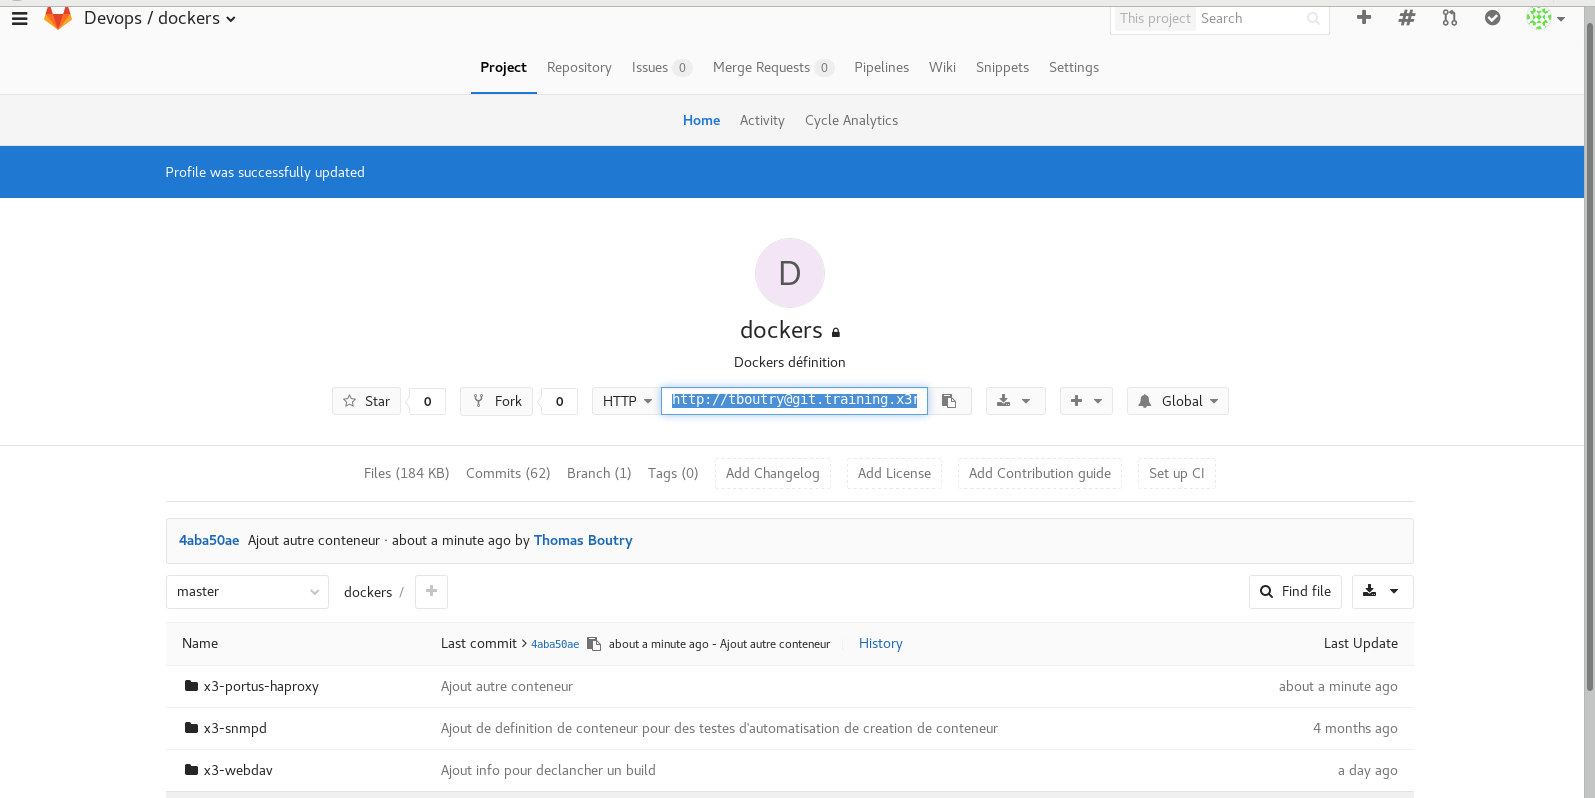 Devops / dockers
This project Search
Project Repository Issues 0 Merge Requests 0 Pipelines Wiki Snippets Settings
Home Activity Cycle Analytics
Profile was successfully updated
D
dockers
Dockers définition
Star 0 Fork 0 HTTP http://tboutry@git.training.x3r Global
Files (184 KB) Commits (62) Branch (1) Tags (0) Add Changelog Add License Add Contribution guide Set up CI
4aba50ae Ajout autre conteneur · about a minute ago by Thomas Boutry
master dockers / + Find file
Name Last commit > 4aba50ae about a minute ago - Ajout autre conteneur History Last Update
x3-portus-haproxy Ajout autre conteneur about a minute ago
x3-snmpd Ajout de definition de conteneur pour des testes d'automatisation de creation de conteneur 4 months ago
x3-webdav Ajout info pour declancher un build a day ago